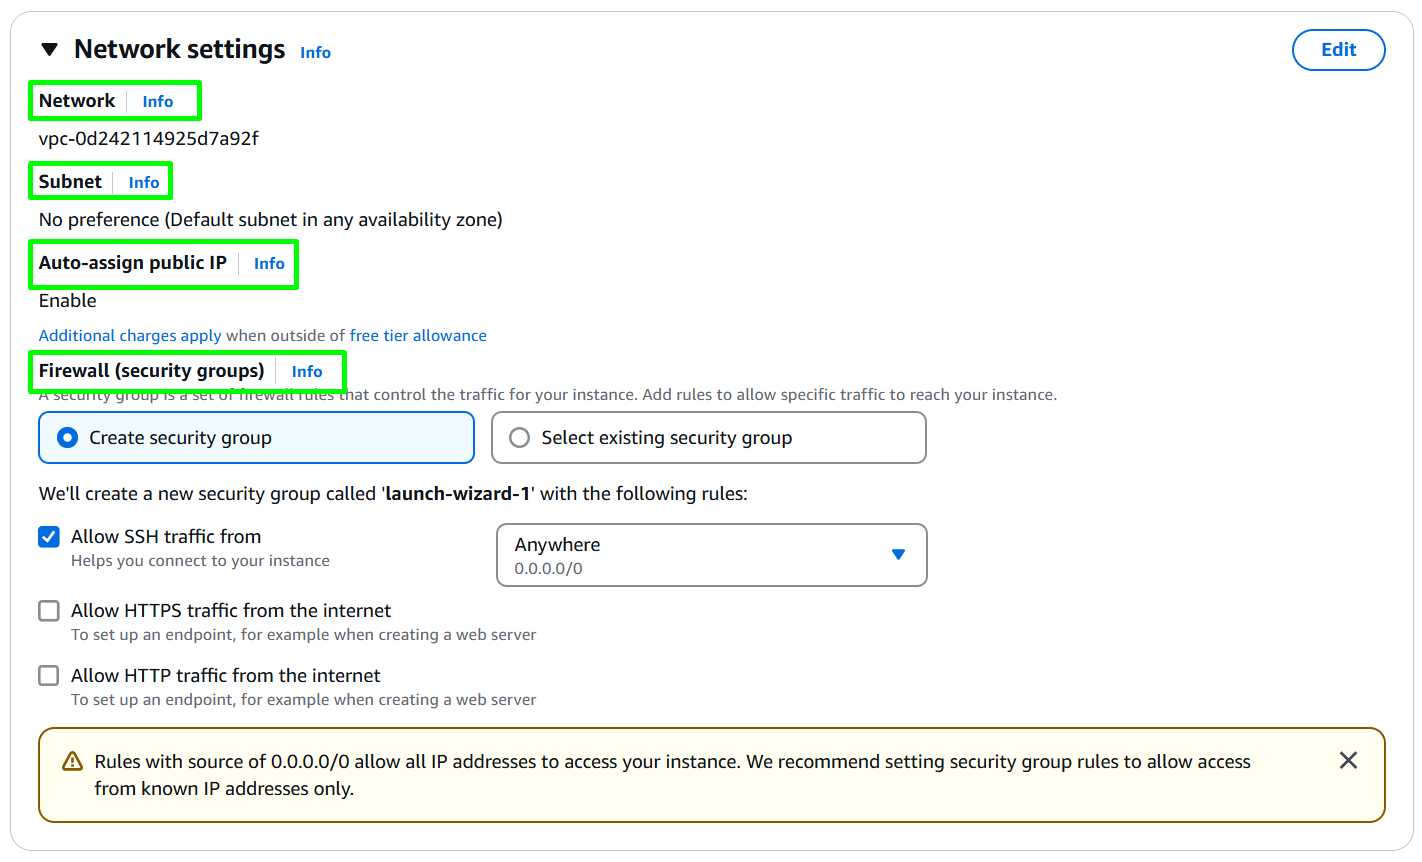 Network settings Info
Edit
Network Info
vpc-0d242114925d7a92f
Subnet Info
No preference (Default subnet in any availability zone)
Auto-assign public IP Info
Enable
Additional charges apply when outside of free tier allowance
Firewall (security groups) Info
A security group is a set of firewall rules that control the traffic for your instance. Add rules to allow specific traffic to reach your instance.
Create security group
Select existing security group
We'll create a new security group called 'launch-wizard-1' with the following rules:
Allow SSH traffic from
Helps you connect to your instance
Anywhere
0.0.0.0/0
Allow HTTPS traffic from the internet
To set up an endpoint, for example when creating a web server
Allow HTTP traffic from the internet
To set up an endpoint, for example when creating a web server
Rules with source of 0.0.0.0/0 allow all IP addresses to access your instance. We recommend setting security group rules to allow access
from known IP addresses only.